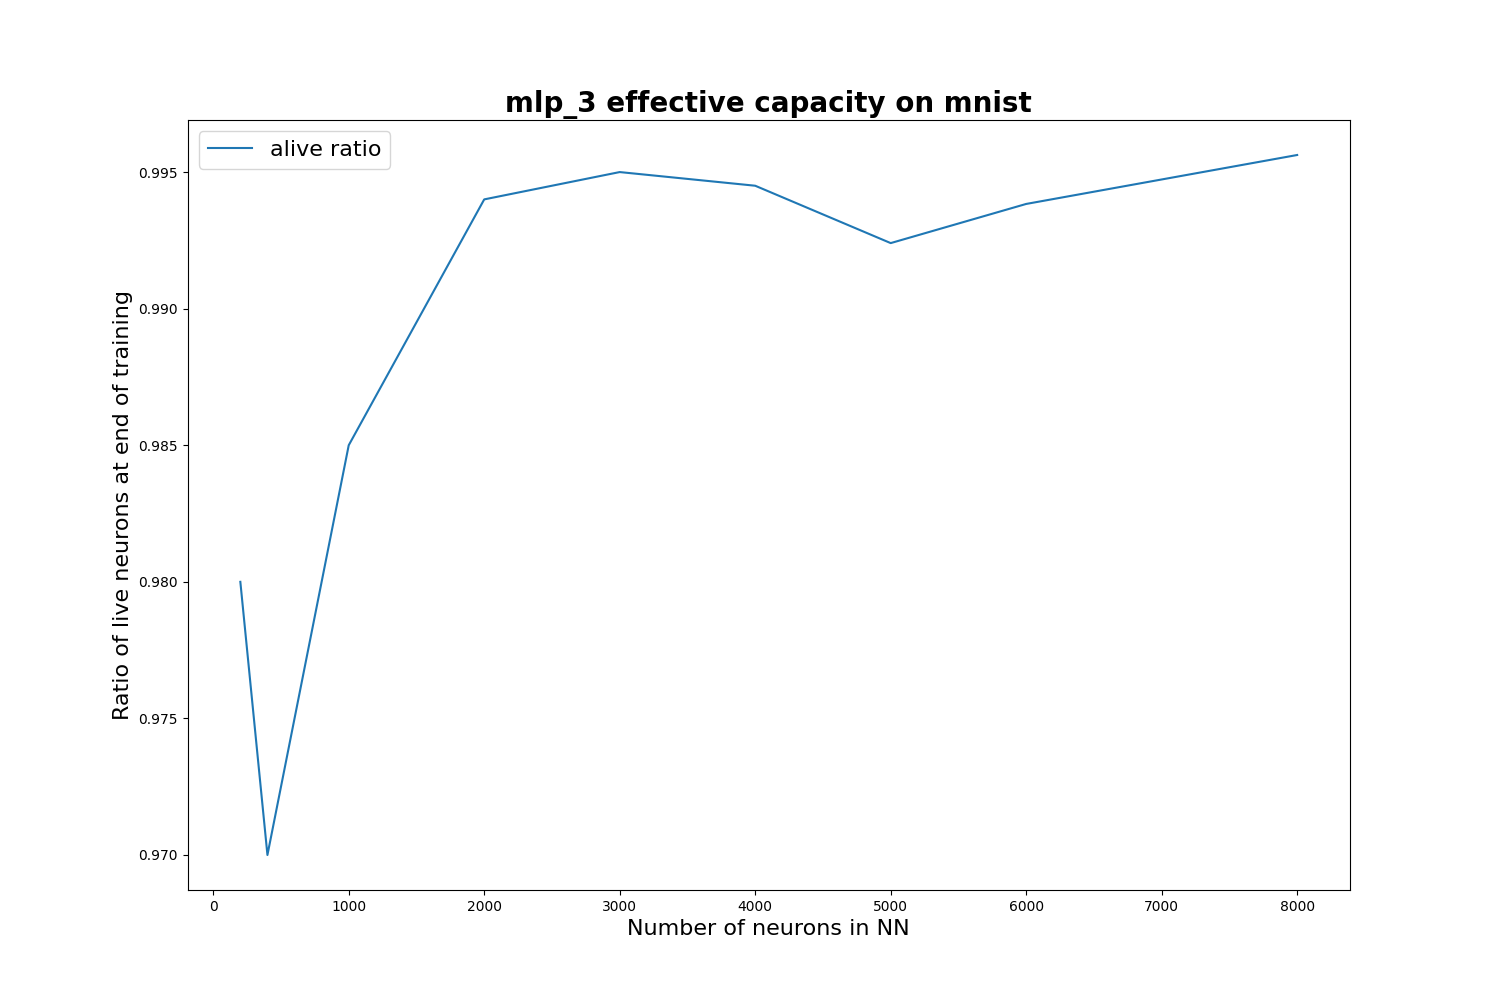 mlp_3 effective capacity on mnist
alive ratio
Ratio of live neurons at end of training
0.995
0.990
0.985
0.980
0.975
0.970
0 1000 2000 3000 4000 5000 6000 7000 8000
Number of neurons in NN